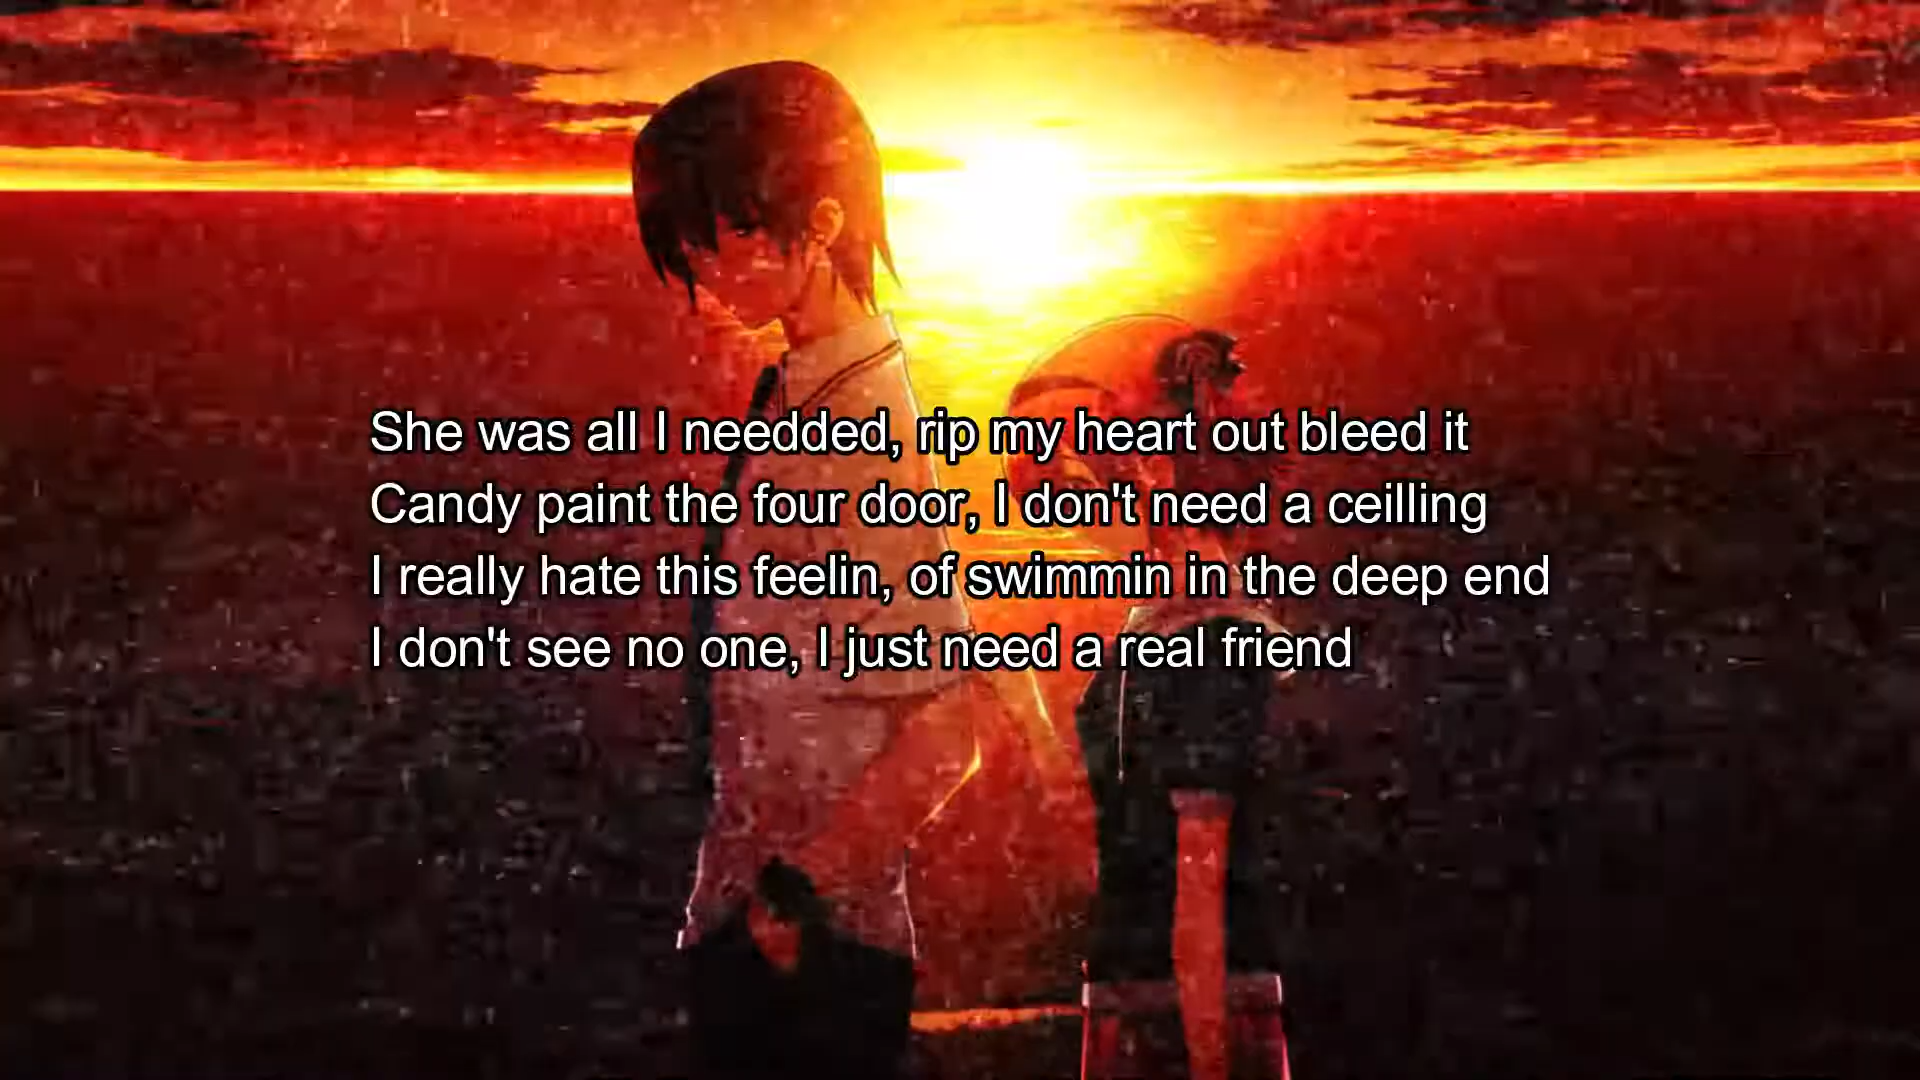 She was all I needded, rip my heart out bleed it
Candy paint the four door, I don't need a ceilling
I really hate this feelin, of swimmin in the deep end
I don't see no one, I just need a real friend